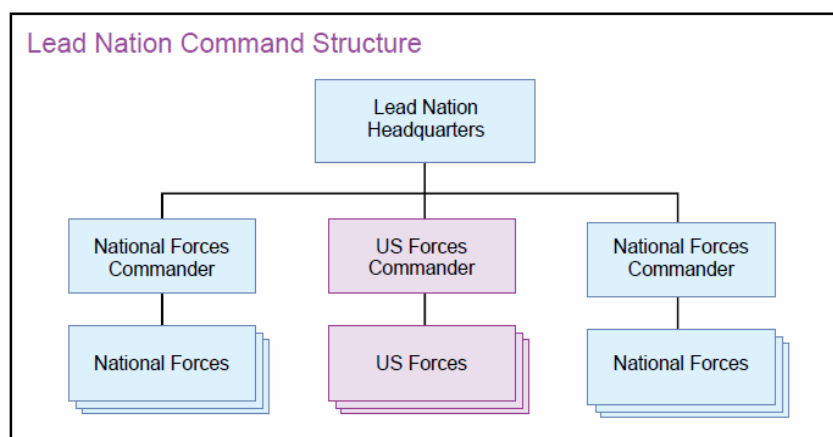 Lead Nation Command Structure
Lead Nation
Headquarters
National Forces
Commander
US Forces
Commander
National Forces
Commander
National Forces
US Forces
National Forces